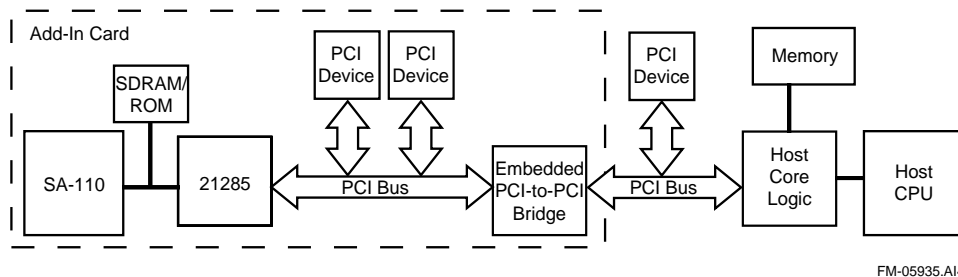 Add-In Card
PCI
Device
PCI
Device
PCI
Device
Memory
SDRAM/
ROM
SA-110
21285
PCI Bus
Embedded
PCI-to-PCI
Bridge
PCI Bus
Host
Core
Logic
Host
CPU
FM-05935.AI